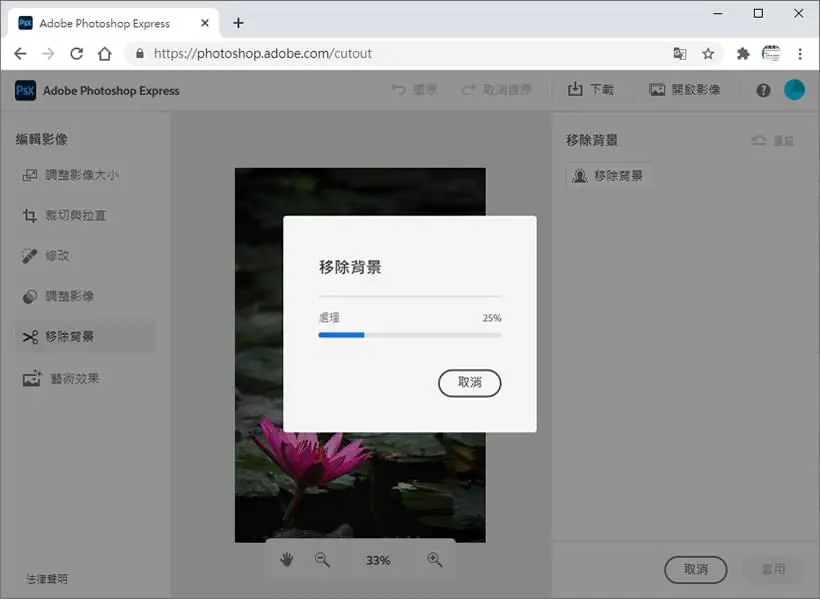 PsX Adobe Photoshop Express
https://photoshop.adobe.com/cutout
PsX Adobe Photoshop Express
還原 取消還原 下載 開啟影像
編輯影像
調整影像大小
裁切與拉直
修改
調整影像
移除背景
藝術效果
法律聲明
移除背景
處理 25%
取消
33%
移除背景 重設
移除背景
取消 套用